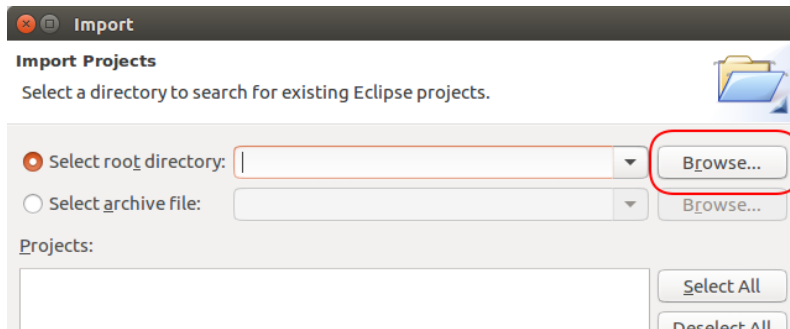 Import
Import Projects
Select a directory to search for existing Eclipse projects.
Select root directory:
Browse...
Select archive file:
Browse...
Projects:
Select All
Deselect All